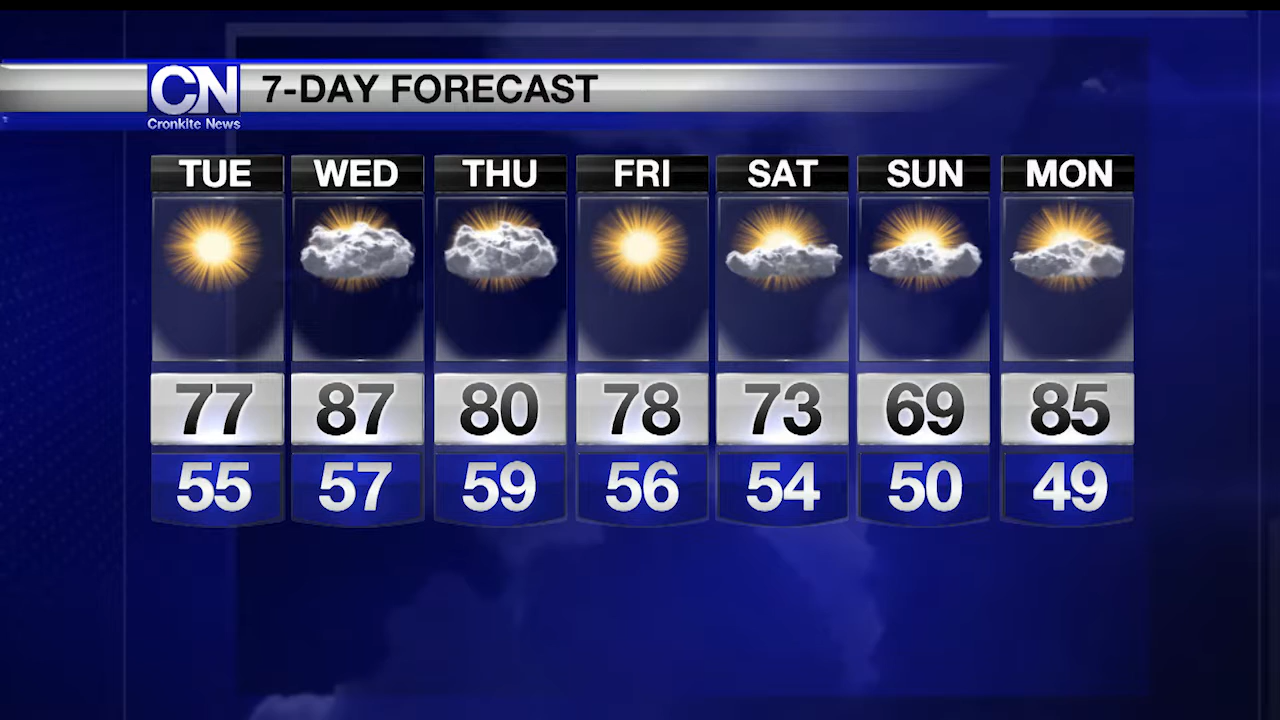 CN 7-DAY FORECAST
Cronkite News
TUE WED THU FRI SAT SUN MON
77 87 80 78 73 69 85
55 57 59 56 54 50 49